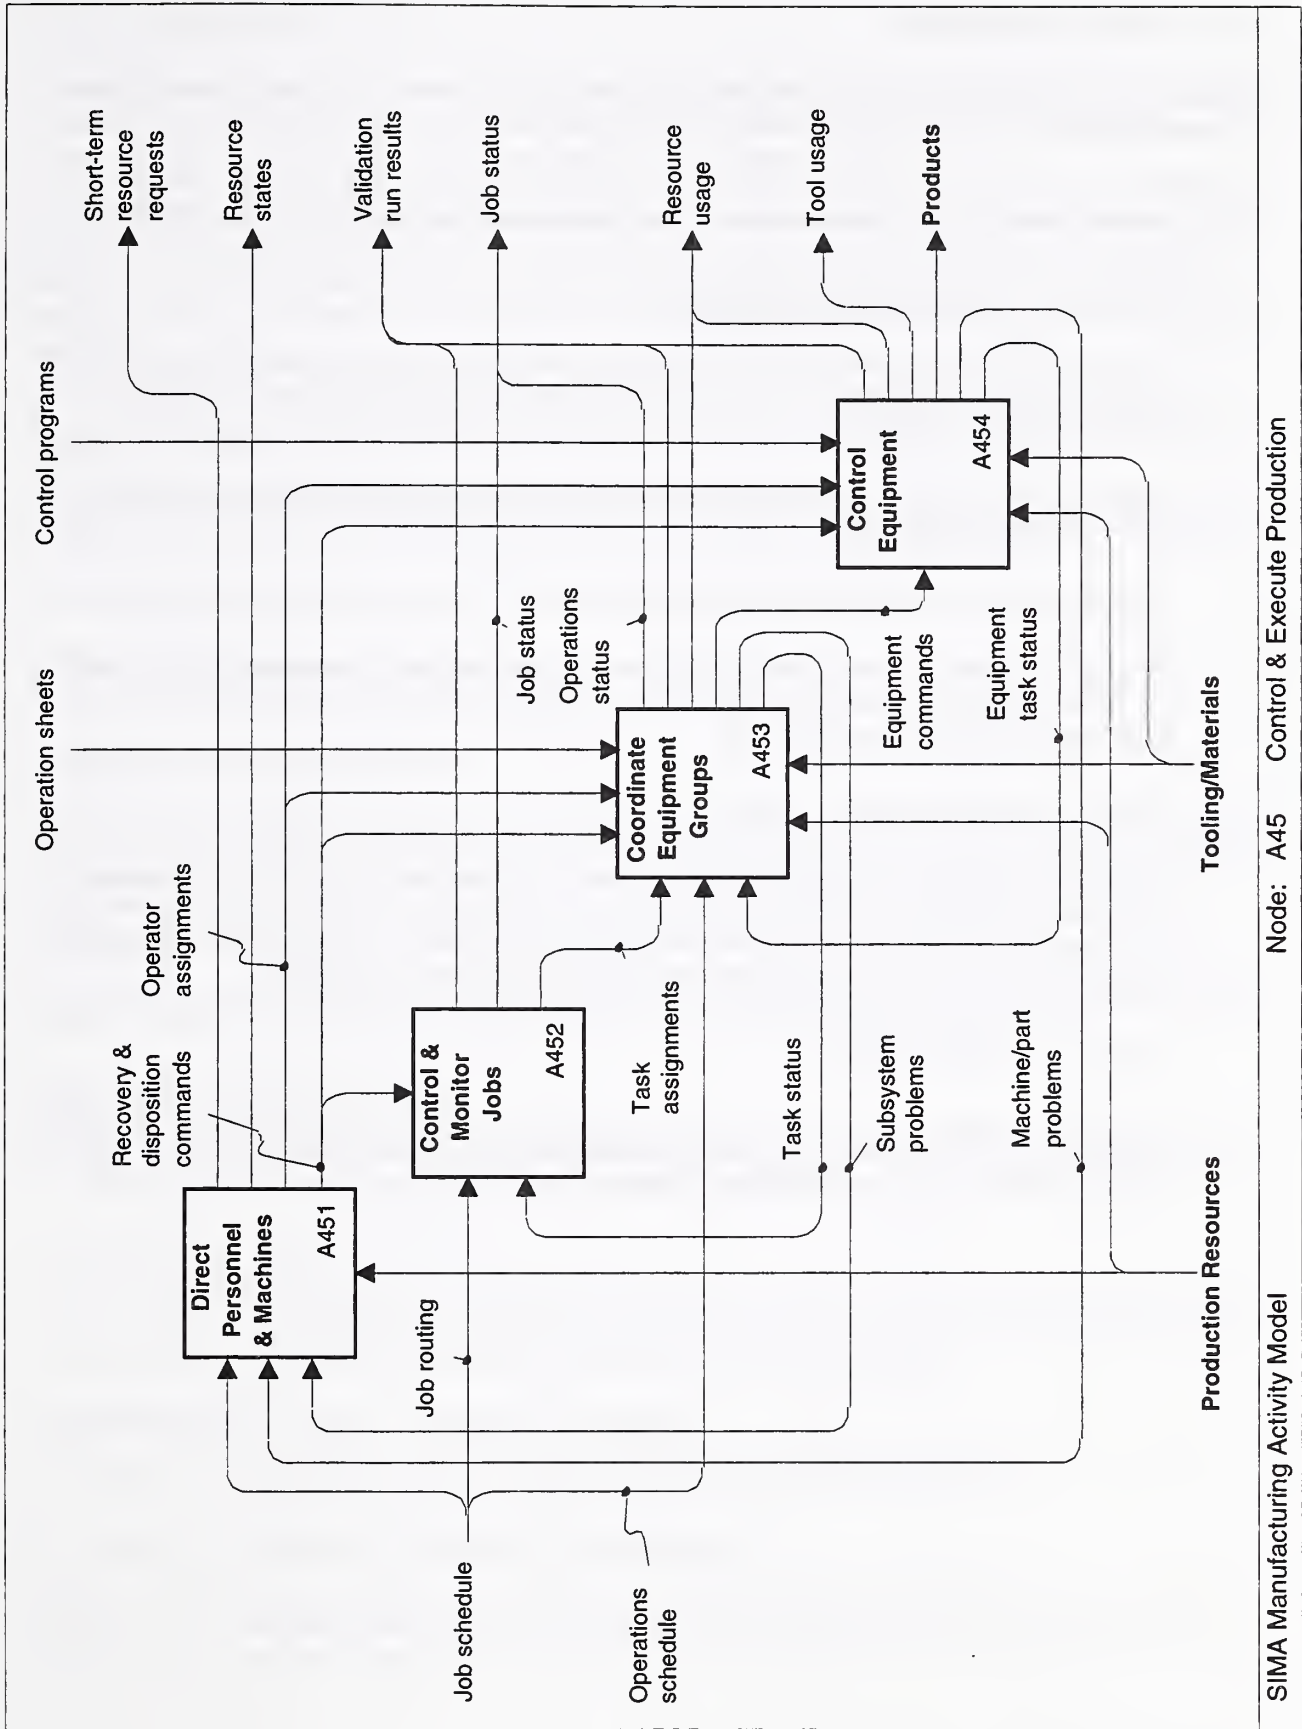 Control programs
Operation sheets
Short-term
resource
requests
Resource
states
Validation
run results
Job status
Resource
usage
Tool usage
Products
Operator
assignments
Recovery &
disposition
commands
Direct
Personnel
& Machines
A451
Control &
Monitor
Jobs
A452
Coordinate
Equipment
Groups
A453
Control
Equipment
A454
Job status
Operations
status
Job routing
Job schedule
Operations
schedule
Task
assignments
Task status
Subsystem
problems
Machine/part
problems
Equipment
commands
Equipment
task status
Production Resources
Tooling/Materials
SIMA Manufacturing Activity Model
Node: A45 Control & Execute Production